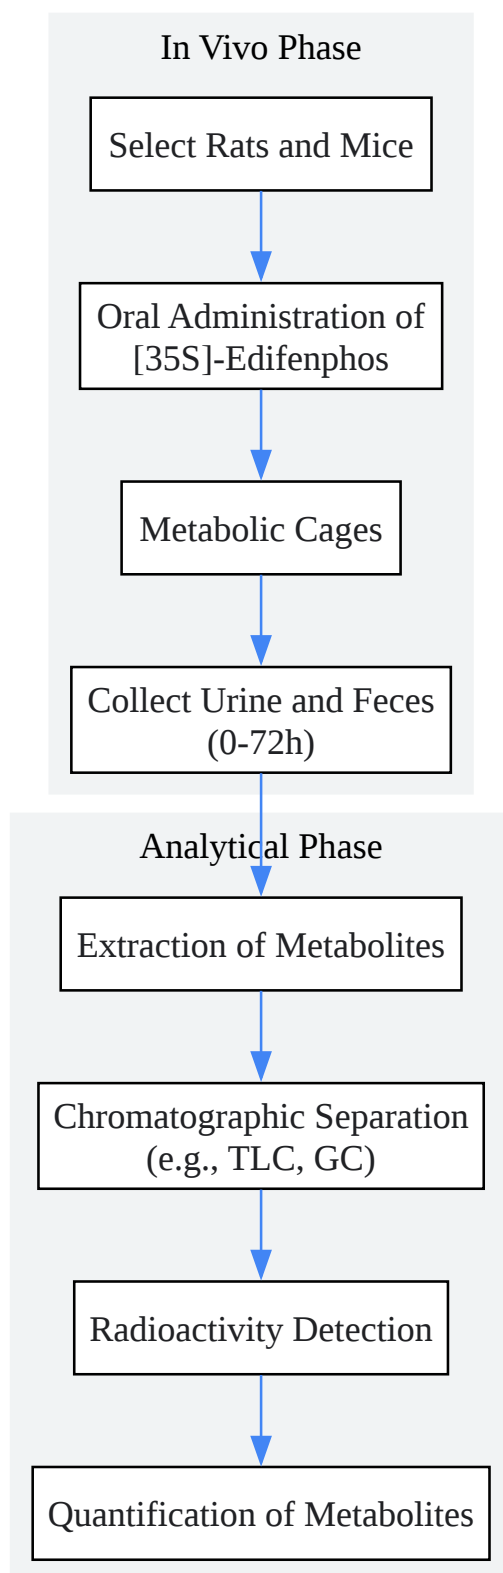 In Vivo Phase
Select Rats and Mice
Oral Administration of
[35S]-Edifenphos
Metabolic Cages
Collect Urine and Feces
(0-72h)
Analytical Phase
Extraction of Metabolites
Chromatographic Separation
(e.g., TLC, GC)
Radioactivity Detection
Quantification of Metabolites